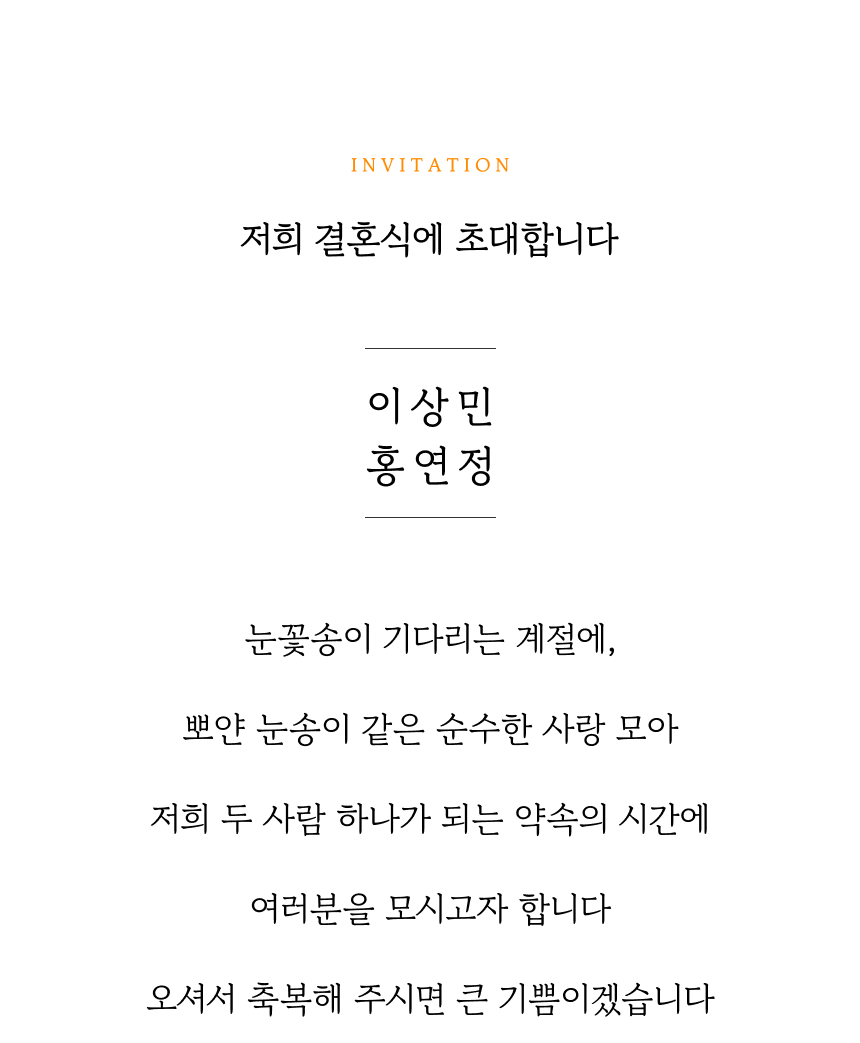 INVITATION
저희 결혼식에 초대합니다
이상민
홍연정
눈꽃송이 기다리는 계절에,
뽀얀 눈송이 같은 순수한 사랑 모아
저희 두 사람 하나가 되는 약속의 시간에
여러분을 모시고자 합니다
오셔서 축복해 주시면 큰 기쁨이겠습니다